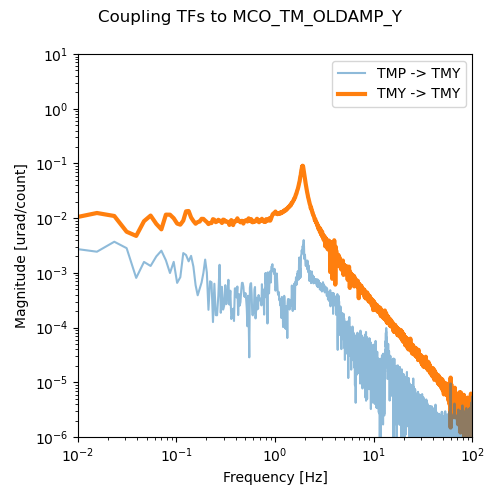 Coupling TFs to MCO_TM_OLDAMP_Y
10^1
10^0
10^-1
10^-2
10^-3
10^-4
10^-5
10^-6
Magnitude [urad/count]
TMP -> TMY
TMY -> TMY
10^-2
10^-1
10^0
10^1
10^2
Frequency [Hz]